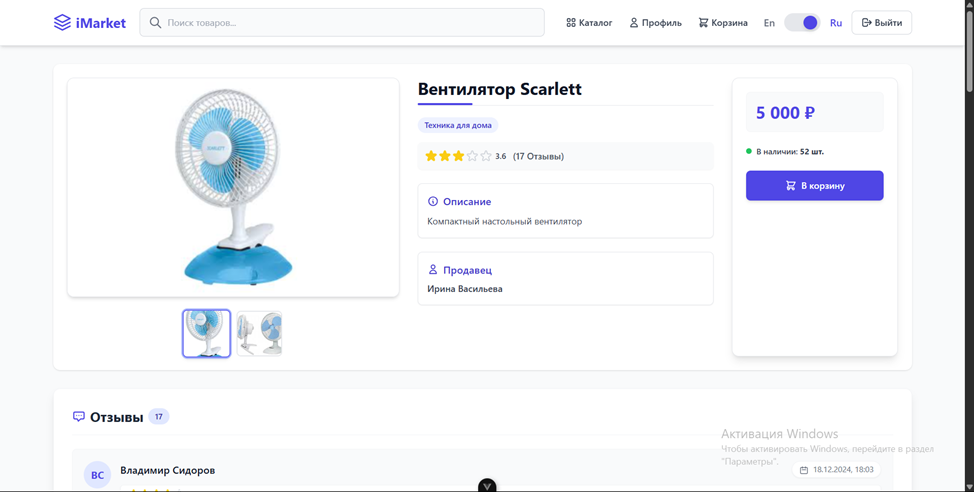 iMarket
Поиск товаров...
Каталог
Профиль
Корзина
En
Ru
Выйти
SCARLETT
Вентилятор Scarlett
Техника для дома
3.6 (17 Отзывы)
Описание
Компактный настольный вентилятор
Продавец
Ирина Васильева
5 000 ₽
В наличии: 52 шт.
В корзину
Отзывы 17
ВС
Владимир Сидоров
18.12.2024, 18:03
Активация Windows
Чтобы активировать Windows, перейдите в раздел
"Параметры".